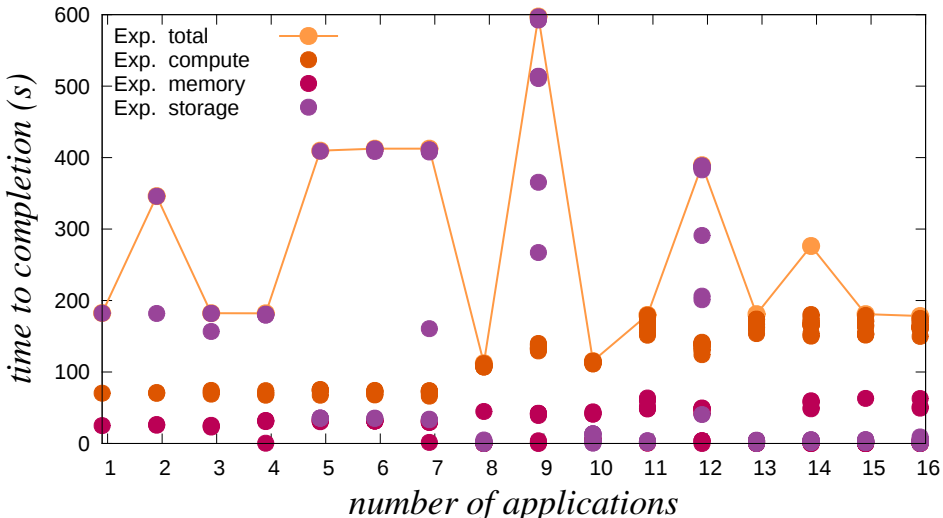 600
500
400
300
200
100
0
time to completion (s)
Exp. total
Exp. compute
Exp. memory
Exp. storage
1 2 3 4 5 6 7 8 9 10 11 12 13 14 15 16
number of applications